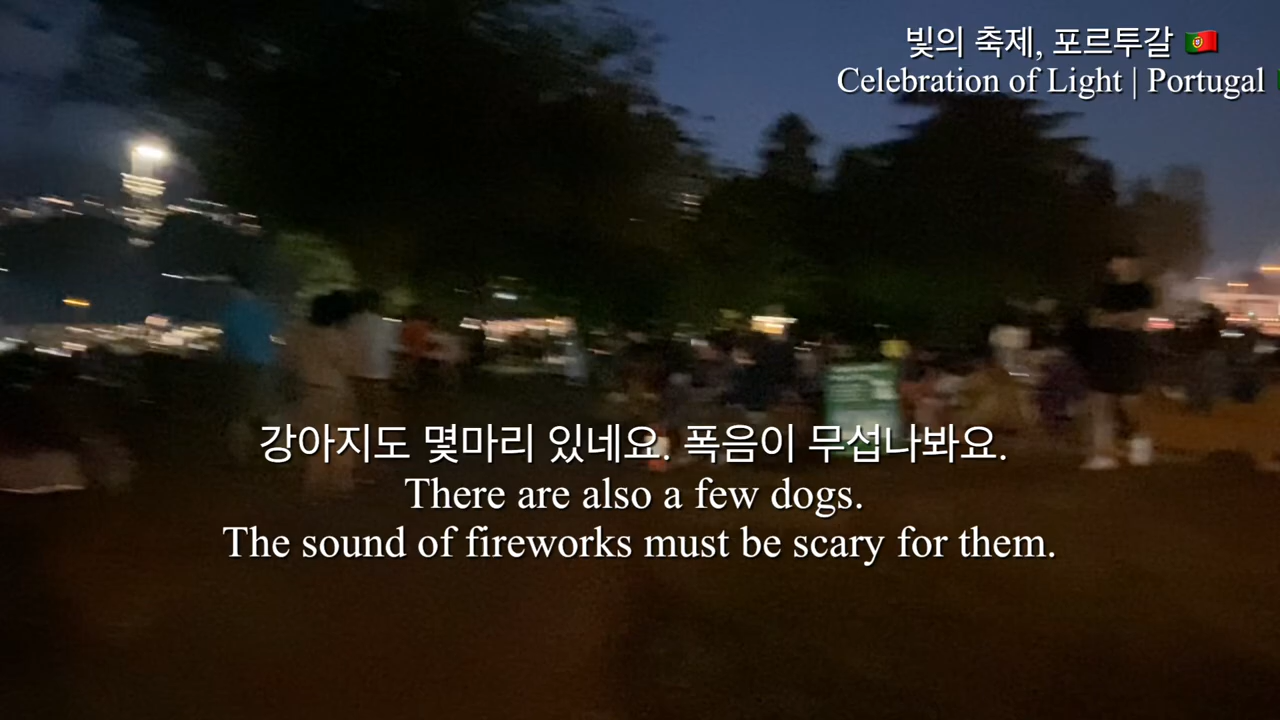 빛의 축제, 포르투갈 🇵🇹
Celebration of Light | Portugal
강아지도 몇마리 있네요. 폭음이 무섭나봐요.
There are also a few dogs.
The sound of fireworks must be scary for them.